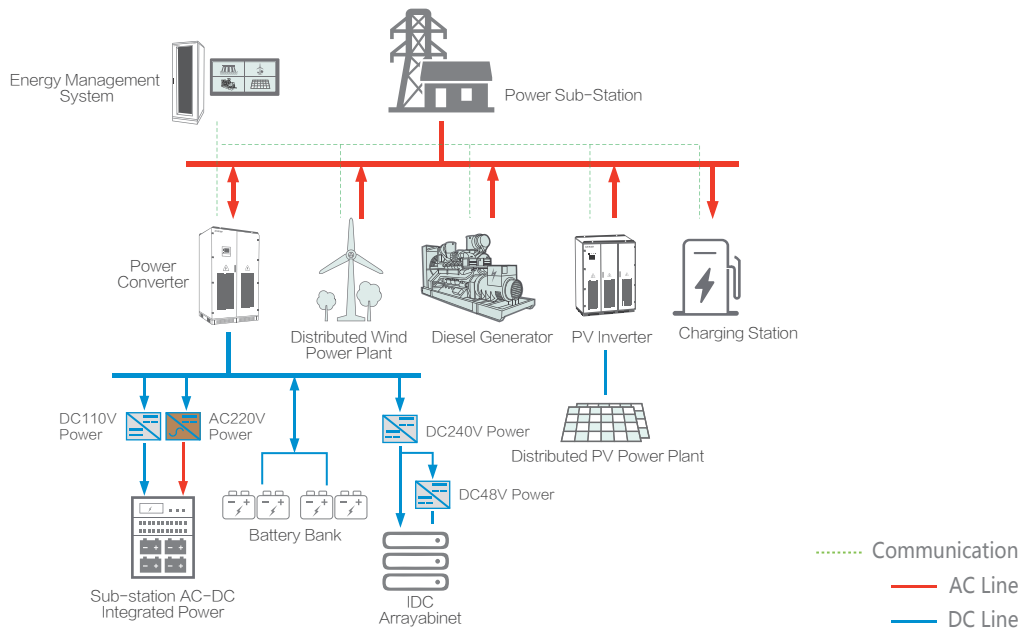 Energy Management
System
Power Sub-Station
Power
Converter
Distributed Wind
Power Plant
Diesel Generator
PV Inverter
Charging Station
DC110V
Power
AC220V
Power
DC240V Power
Distributed PV Power Plant
DC48V Power
Battery Bank
Sub-station AC-DC
Integrated Power
IDC
Arrayabinet
Communication
AC Line
DC Line